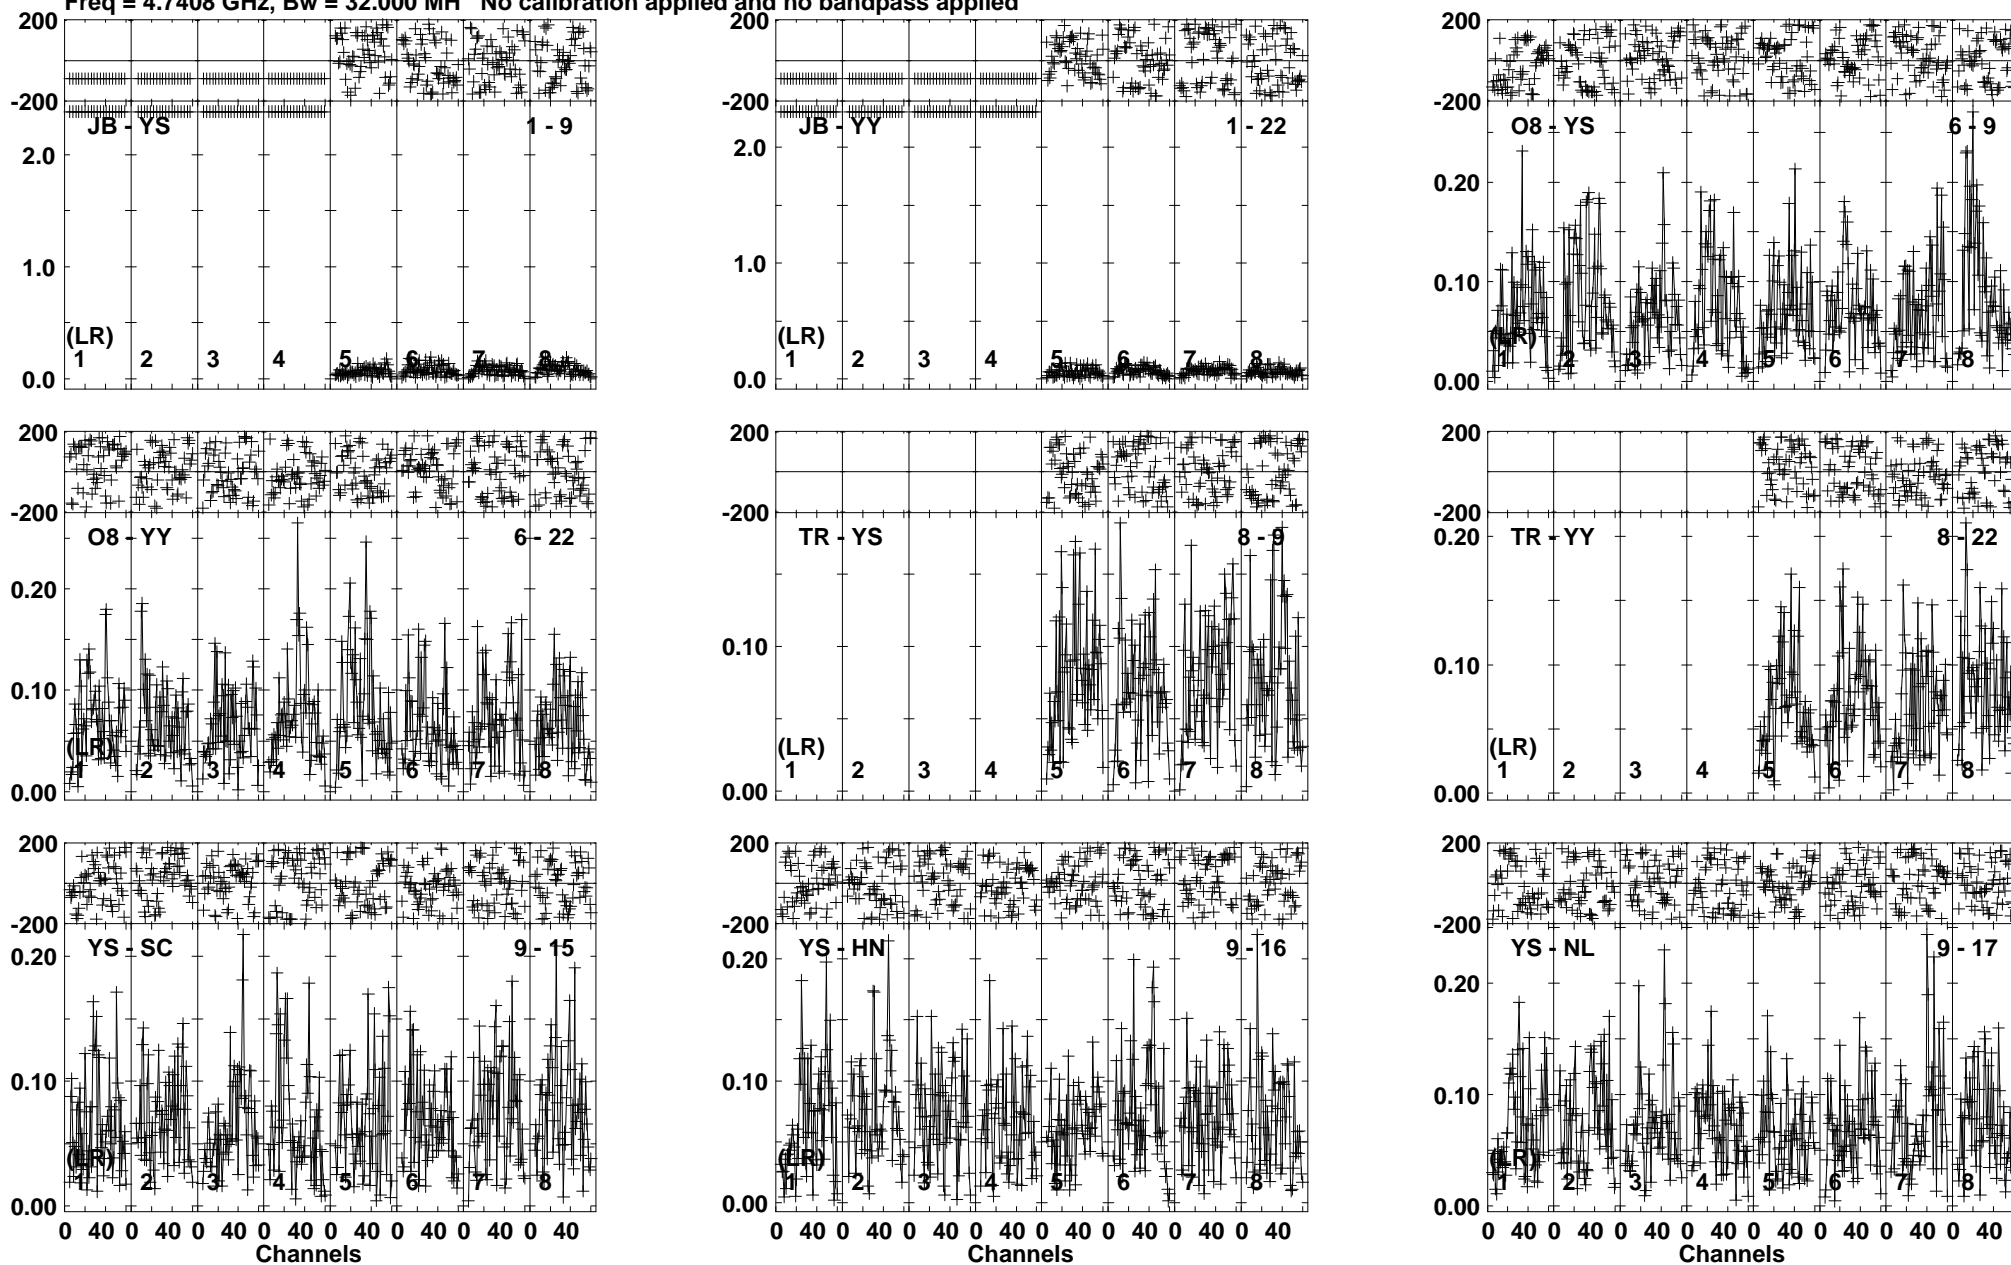 Freq = 4.7408 GHz, Bw = 32.000 MH No calibration applied and no bandpass applied
200 200 200
-200 -200 -200
JB - YS 1 - 9 JB - YY 1 - 22 O8 - YS 6 - 9
2.0 2.0 0.20
1.0 1.0 0.10
(LR) (LR) (LR)
1 2 3 4 5 6 7 8 1 2 3 4 5 6 7 8 1 2 3 4 5 6 7 8
0.0 0.0 0.00
200 200 200
-200 -200 -200
O8 - YY 6 - 22 TR - YS 8 - 9 TR - YY 8 - 22
0.20 0.20
0.10 0.10 0.10
(LR) (LR) (LR)
1 2 3 4 5 6 7 8 1 2 3 4 5 6 7 8 1 2 3 4 5 6 7 8
0.00 0.00 0.00
200 200 200
-200 -200 -200
YS - SC 9 - 15 YS - HN 9 - 16 YS - NL 9 - 17
0.20 0.20 0.20
0.10 0.10 0.10
(LR) (LR) (LR)
1 2 3 4 5 6 7 8 1 2 3 4 5 6 7 8 1 2 3 4 5 6 7 8
0.00 0.00 0.00
0 40 0 40 0 40 0 40 0 40 0 40 0 40 0 40 0 40 0 40 0 40 0 40 0 40 0 40 0 40 0 40 0 40 0 40 0 40 0 40 0 40 0 40 0 40 0 40
Channels Channels Channels